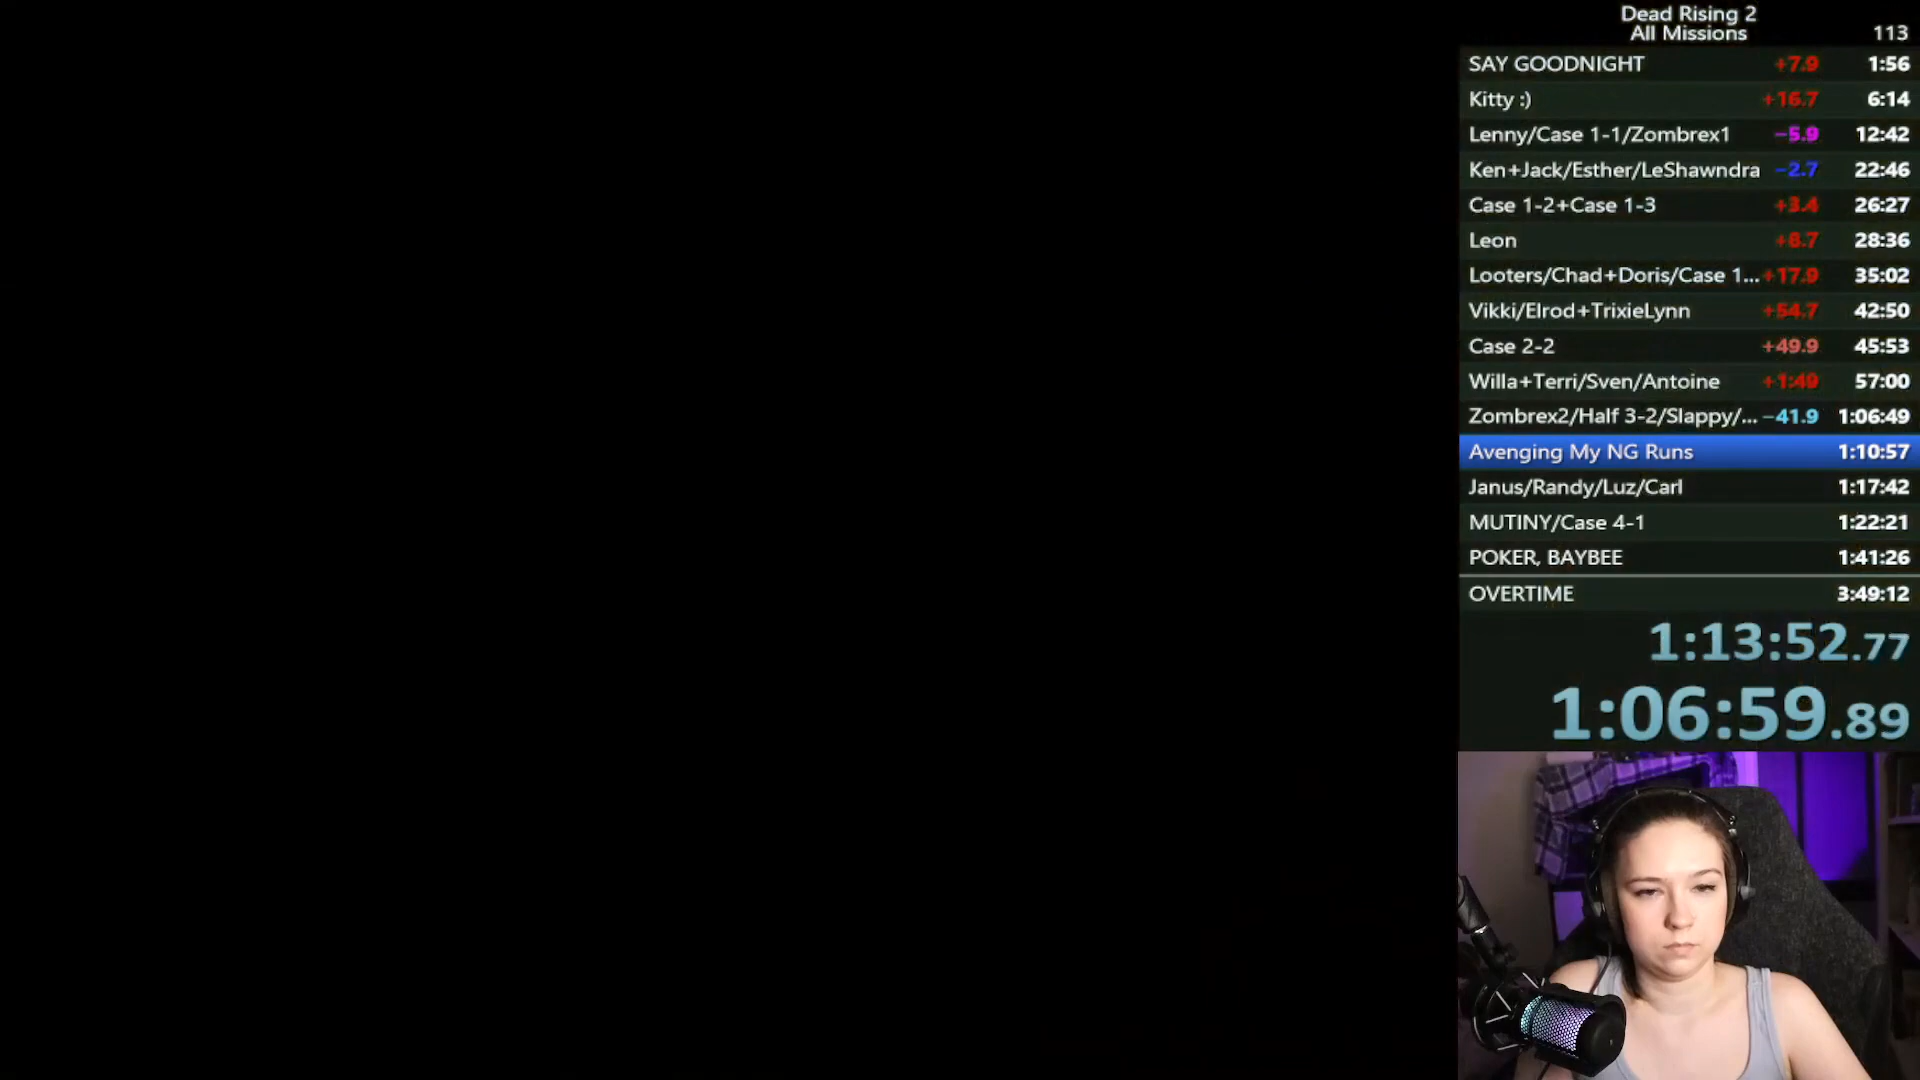 Dead Rising 2
All Missions 113
SAY GOODNIGHT +7.9 1:56
Kitty :) +16.7 6:14
Lenny/Case 1-1/Zombrex1 −5.9 12:42
Ken+Jack/Esther/LeShawndra −2.7 22:46
Case 1-2+Case 1-3 +3.4 26:27
Leon +8.7 28:36
Looters/Chad+Doris/Case 1... +17.9 35:02
Vikki/Elrod+TrixieLynn +54.7 42:50
Case 2-2 +49.9 45:53
Willa+Terri/Sven/Antoine +1:49 57:00
Zombrex2/Half 3-2/Slappy/... −41.9 1:06:49
Avenging My NG Runs 1:10:57
Janus/Randy/Luz/Carl 1:17:42
MUTINY/Case 4-1 1:22:21
POKER, BAYBEE 1:41:26
OVERTIME 3:49:12
1:13:52.77
1:06:59.89